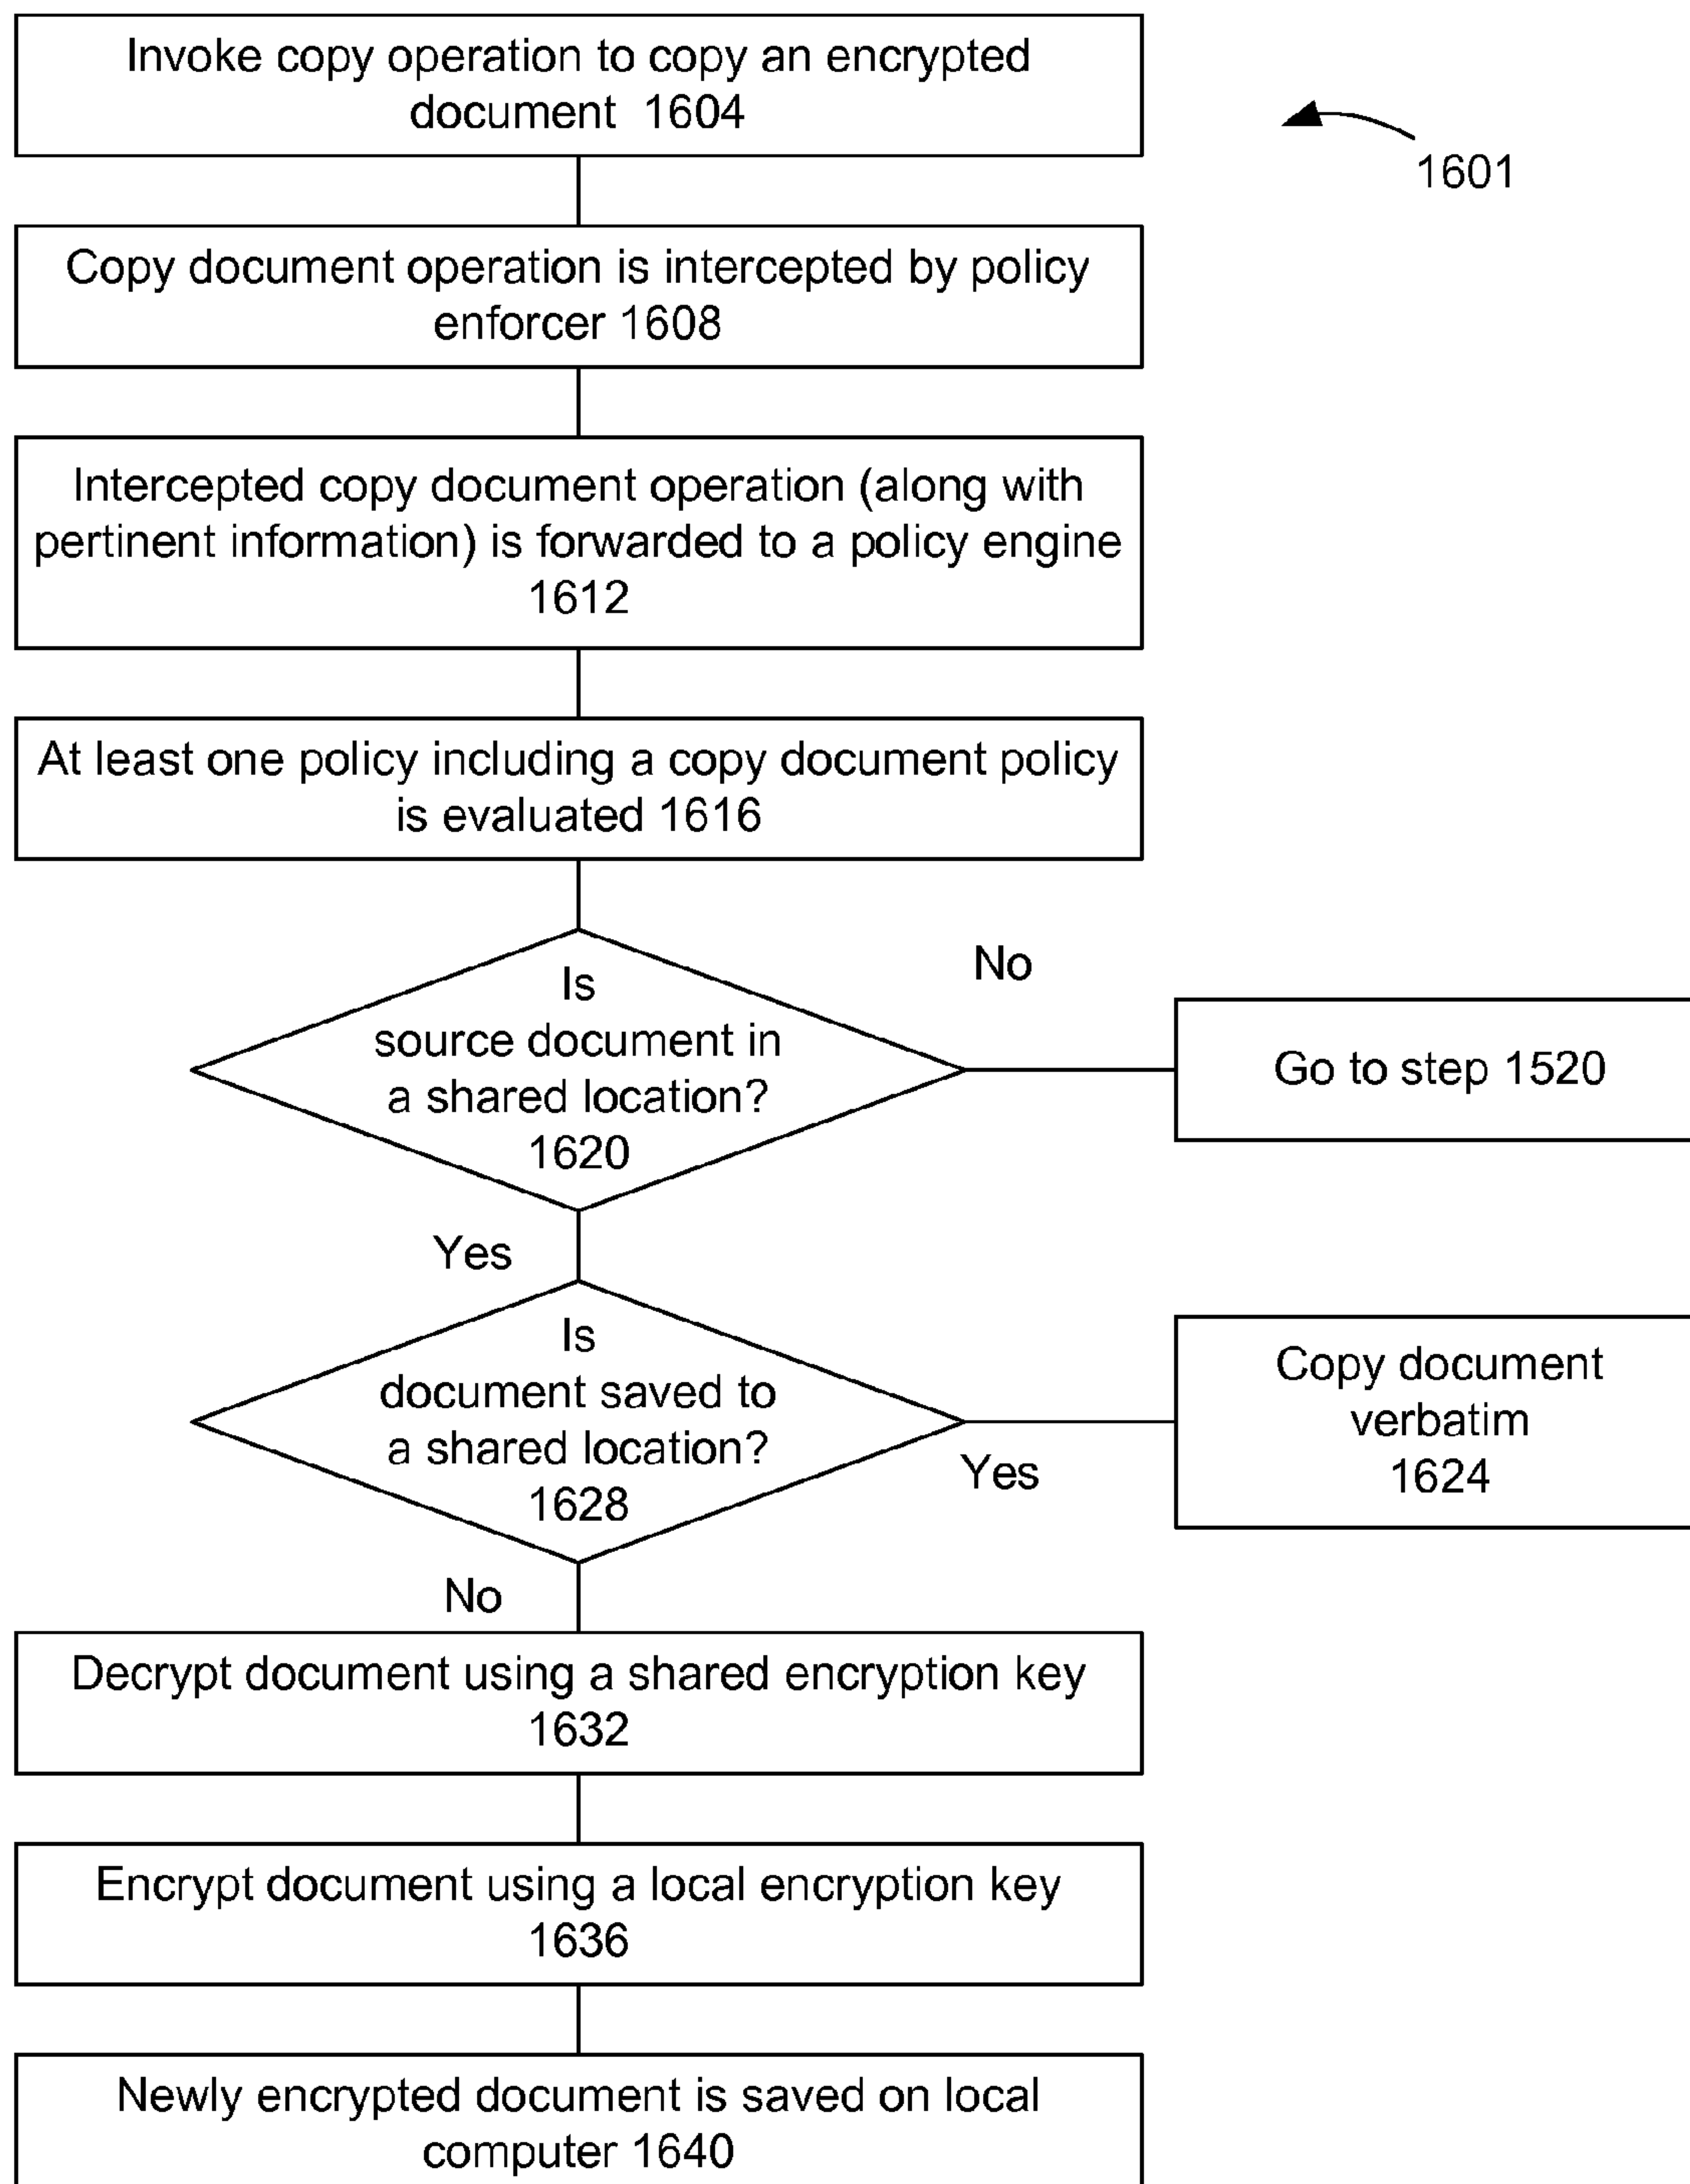 Invoke copy operation to copy an encrypted
document 1604
1601
Copy document operation is intercepted by policy
enforcer 1608
Intercepted copy document operation (along with
pertinent information) is forwarded to a policy engine
1612
At least one policy including a copy document policy
is evaluated 1616
Is
source document in
a shared location?
1620
No
Go to step 1520
Yes
Is
document saved to
a shared location?
1628
Yes
Copy document
verbatim
1624
No
Decrypt document using a shared encryption key
1632
Encrypt document using a local encryption key
1636
Newly encrypted document is saved on local
computer 1640